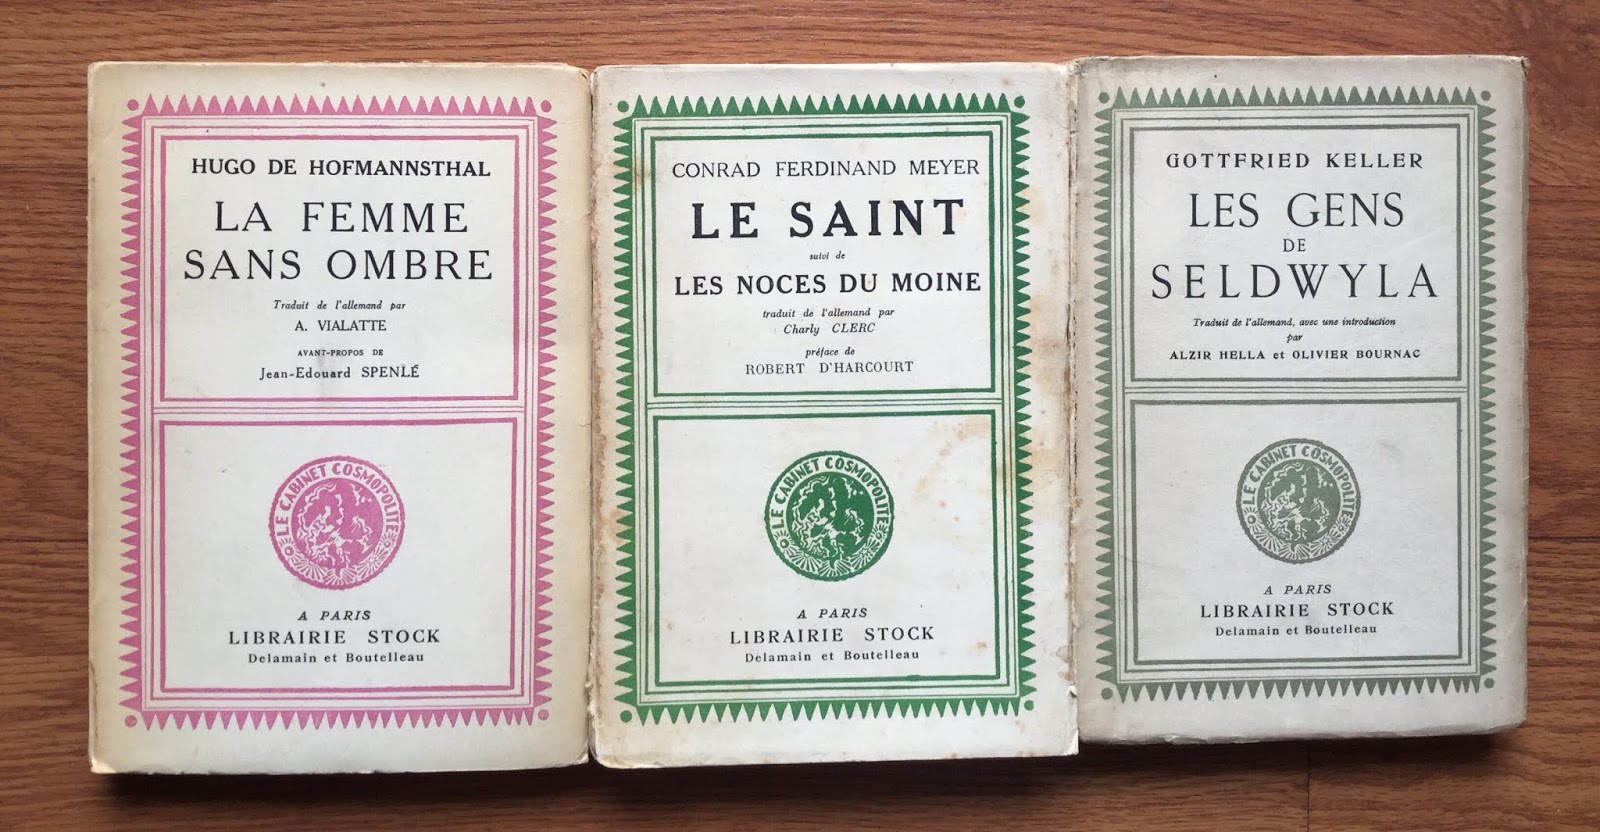 HUGO DE HOFMANNSTHAL
LA FEMME
SANS OMBRE
Traduit de l'allemand par
A. VIALATTE
AVANT-PROPOS DE
Jean-Edouard SPENLÉ
LE CABINET COSMOPOLITE
A PARIS
LIBRAIRIE STOCK
Delamain et Boutelleau
CONRAD FERDINAND MEYER
LE SAINT
suivi de
LES NOCES DU MOINE
traduit de l'allemand par
Charly CLERC
préface de
ROBERT D'HARCOURT
LE CABINET COSMOPOLITE
A PARIS
LIBRAIRIE STOCK
Delamain et Boutelleau
GOTTFRIED KELLER
LES GENS
DE
SELDWYLA
Traduit de l'allemand, avec une introduction
par
ALZIR HELLA et OLIVIER BOURNAC
LE CABINET COSMOPOLITE
A PARIS
LIBRAIRIE STOCK
Delamain et Boutelleau